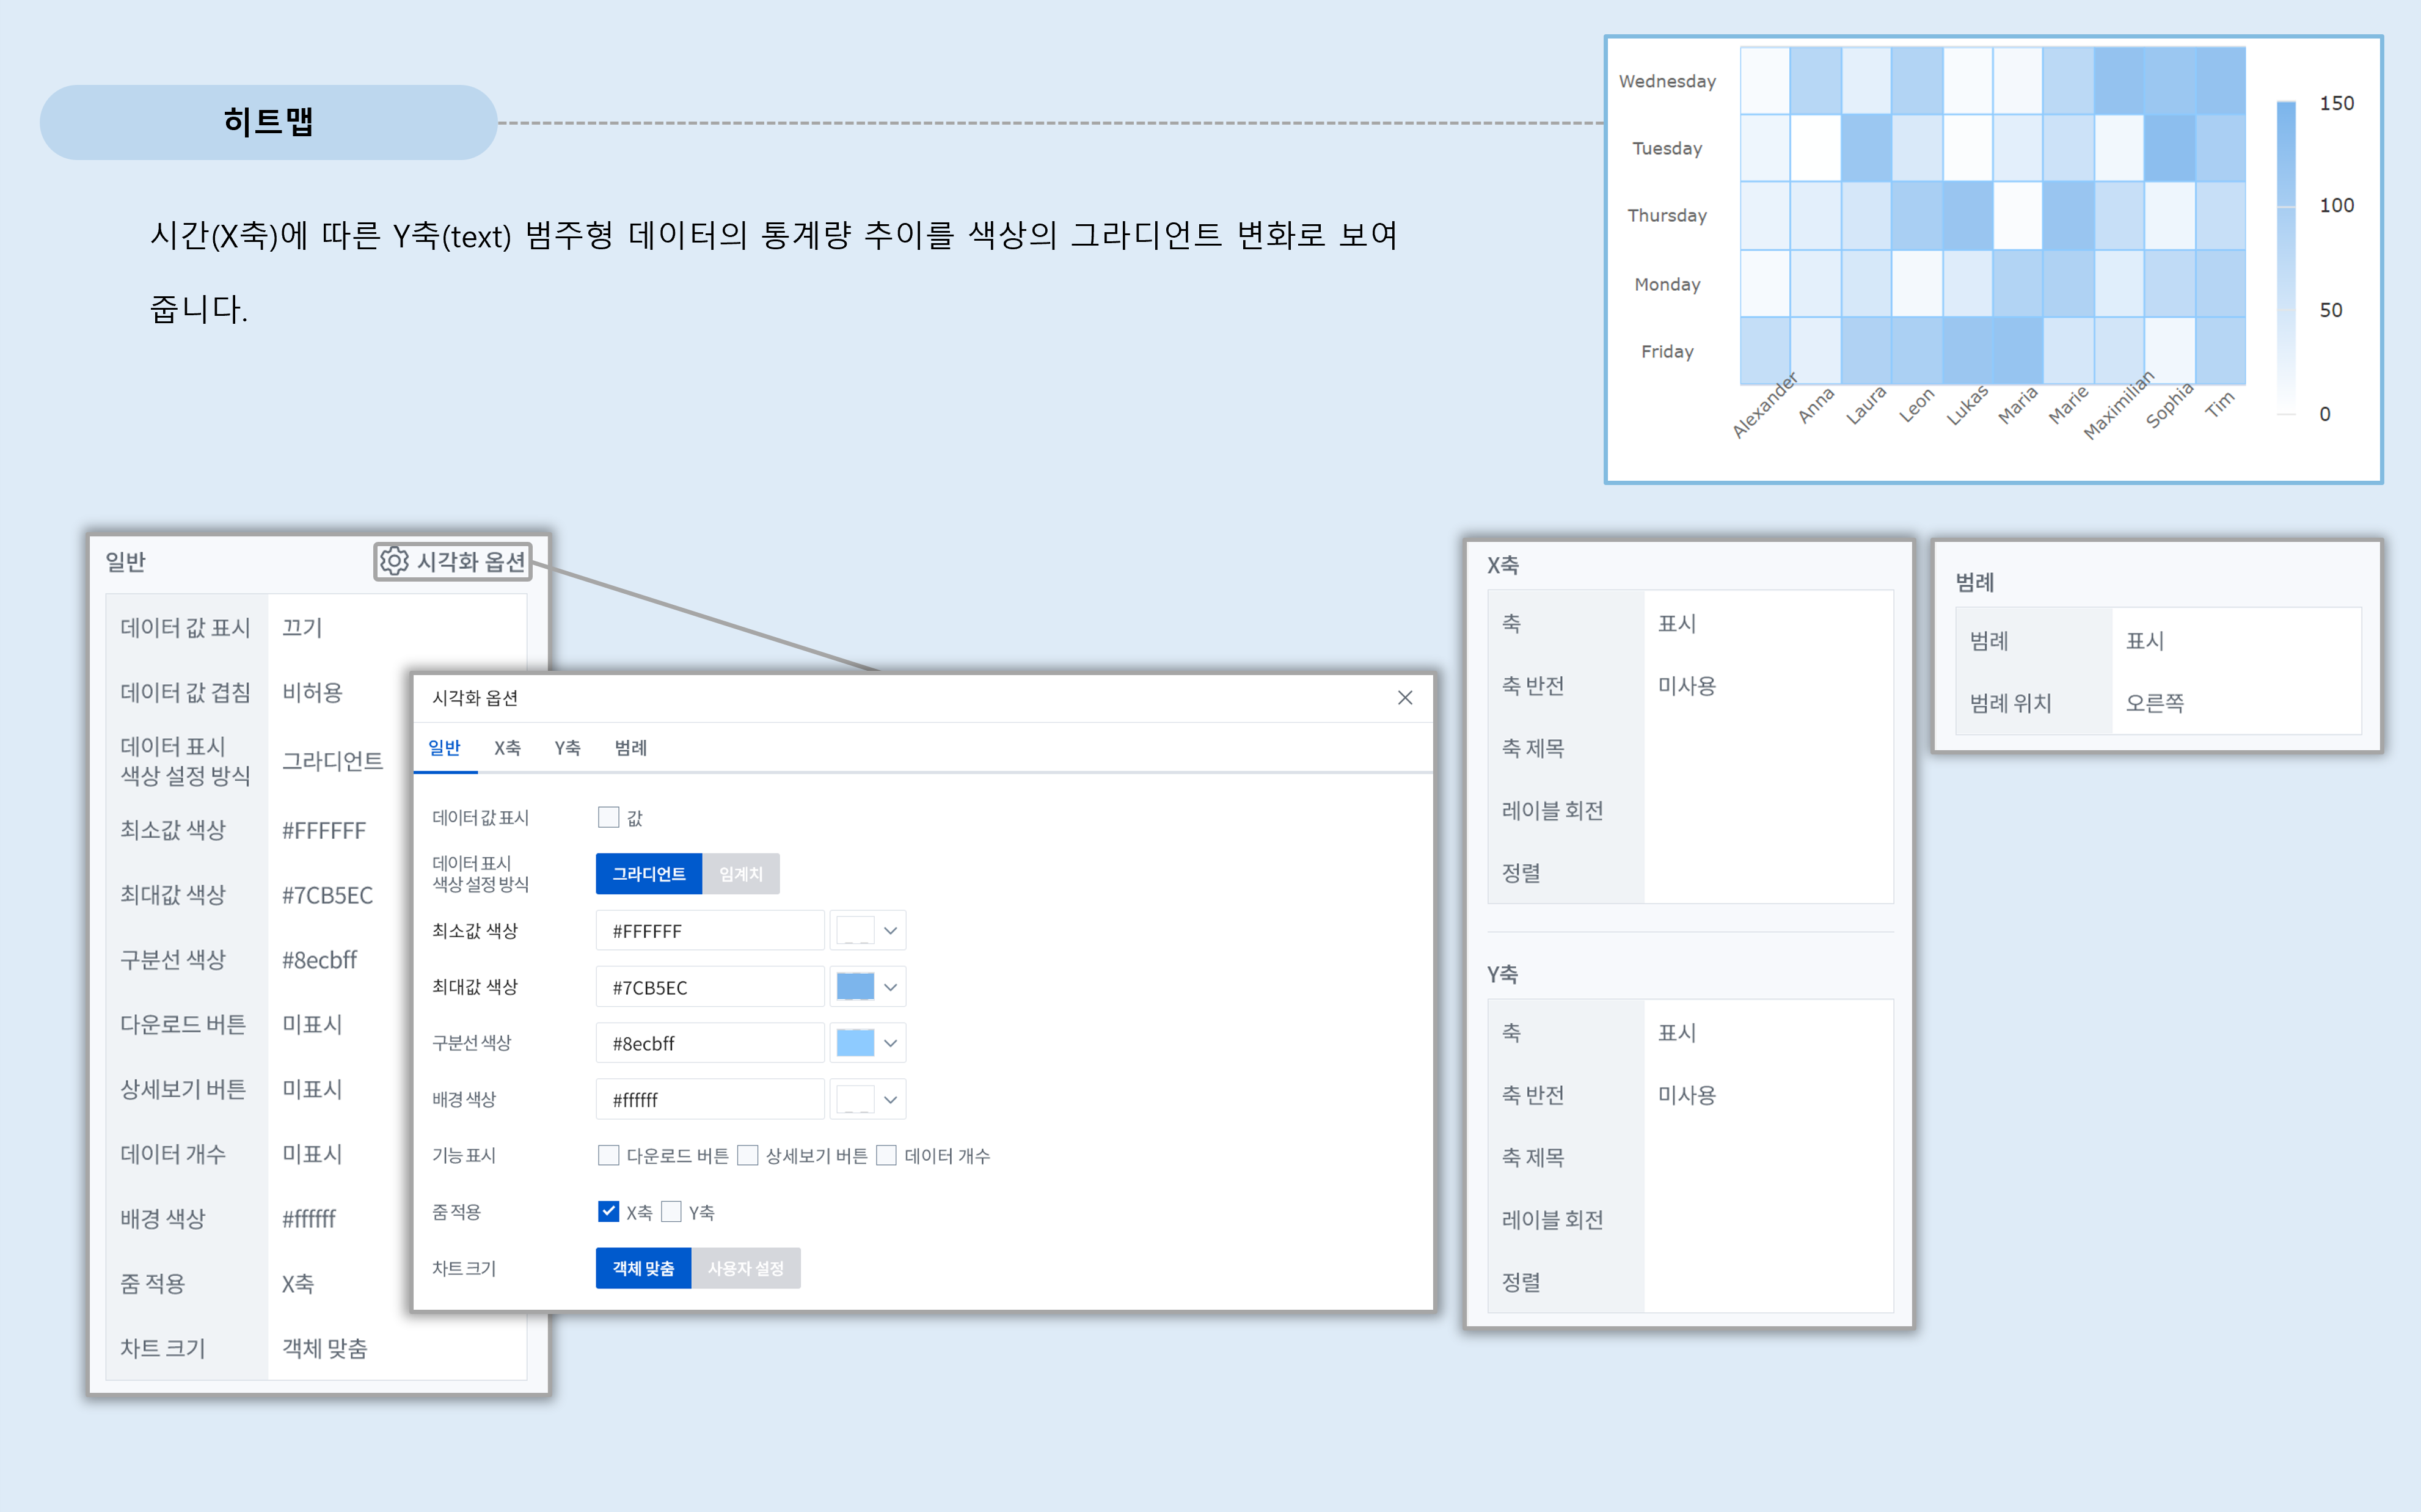 히트맵
시간(X축)에 따른 Y축(text) 범주형 데이터의 통계량 추이를 색상의 그라디언트 변화로 보여
줍니다.
Wednesday
Tuesday
Thursday
Monday
Friday
Alexander
Anna
Laura
Leon
Lukas
Maria
Marie
Maximilian
Sophia
Tim
150
100
50
0
일반
시각화 옵션
데이터 값 표시 끄기
데이터 값 겹침 비허용
데이터 표시
색상 설정 방식 그라디언트
최소값 색상 #FFFFFF
최대값 색상 #7CB5EC
구분선 색상 #8ecbff
다운로드 버튼 미표시
상세보기 버튼 미표시
데이터 개수 미표시
배경 색상 #ffffff
줌 적용 X축
차트 크기 객체 맞춤
시각화 옵션
일반 X축 Y축 범례
데이터 값 표시 값
데이터 표시
색상 설정 방식 그라디언트 임계치
최소값 색상 #FFFFFF
최대값 색상 #7CB5EC
구분선 색상 #8ecbff
배경 색상 #ffffff
기능 표시 다운로드 버튼 상세보기 버튼 데이터 개수
줌 적용 X축 Y축
차트 크기 객체 맞춤 사용자 설정
X축
축 표시
축 반전 미사용
축 제목
레이블 회전
정렬
Y축
축 표시
축 반전 미사용
축 제목
레이블 회전
정렬
범례
범례 표시
범례 위치 오른쪽